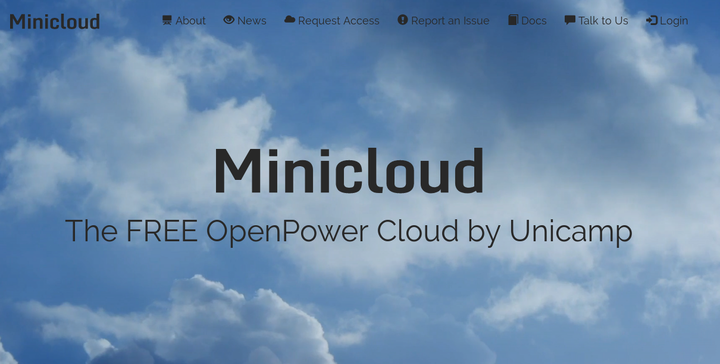 Minicloud About News Request Access Report an Issue Docs Talk to Us Login
Minicloud
The FREE OpenPower Cloud by Unicamp